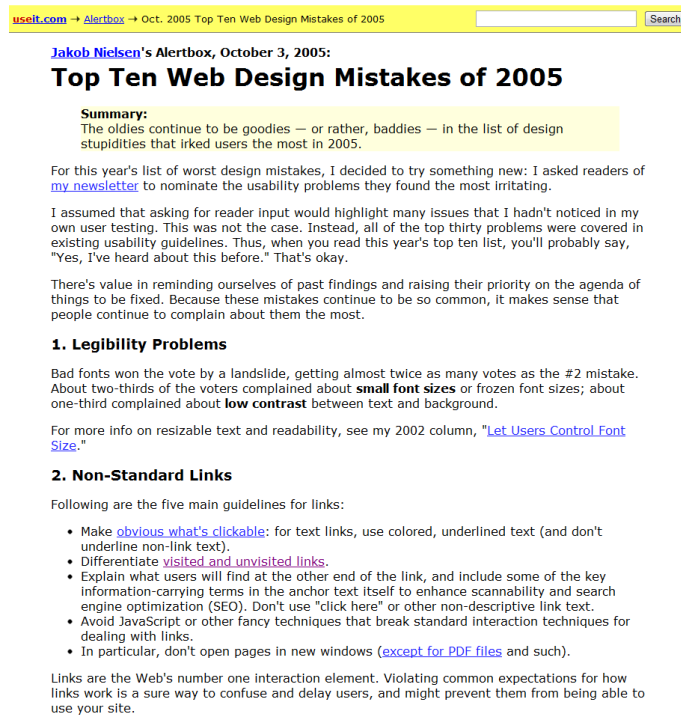 useit.com → Alertbox → Oct. 2005 Top Ten Web Design Mistakes of 2005 Search
Jakob Nielsen's Alertbox, October 3, 2005:
Top Ten Web Design Mistakes of 2005
Summary:
The oldies continue to be goodies — or rather, baddies — in the list of design
stupidities that irked users the most in 2005.
For this year's list of worst design mistakes, I decided to try something new: I asked readers of
my newsletter to nominate the usability problems they found the most irritating.
I assumed that asking for reader input would highlight many issues that I hadn't noticed in my
own user testing. This was not the case. Instead, all of the top thirty problems were covered in
existing usability guidelines. Thus, when you read this year's top ten list, you'll probably say,
"Yes, I've heard about this before." That's okay.
There's value in reminding ourselves of past findings and raising their priority on the agenda of
things to be fixed. Because these mistakes continue to be so common, it makes sense that
people continue to complain about them the most.
1. Legibility Problems
Bad fonts won the vote by a landslide, getting almost twice as many votes as the #2 mistake.
About two-thirds of the voters complained about small font sizes or frozen font sizes; about
one-third complained about low contrast between text and background.
For more info on resizable text and readability, see my 2002 column, "Let Users Control Font
Size."
2. Non-Standard Links
Following are the five main guidelines for links:
• Make obvious what's clickable: for text links, use colored, underlined text (and don't
underline non-link text).
• Differentiate visited and unvisited links.
• Explain what users will find at the other end of the link, and include some of the key
information-carrying terms in the anchor text itself to enhance scannability and search
engine optimization (SEO). Don't use "click here" or other non-descriptive link text.
• Avoid JavaScript or other fancy techniques that break standard interaction techniques for
dealing with links.
• In particular, don't open pages in new windows (except for PDF files and such).
Links are the Web's number one interaction element. Violating common expectations for how
links work is a sure way to confuse and delay users, and might prevent them from being able to
use your site.